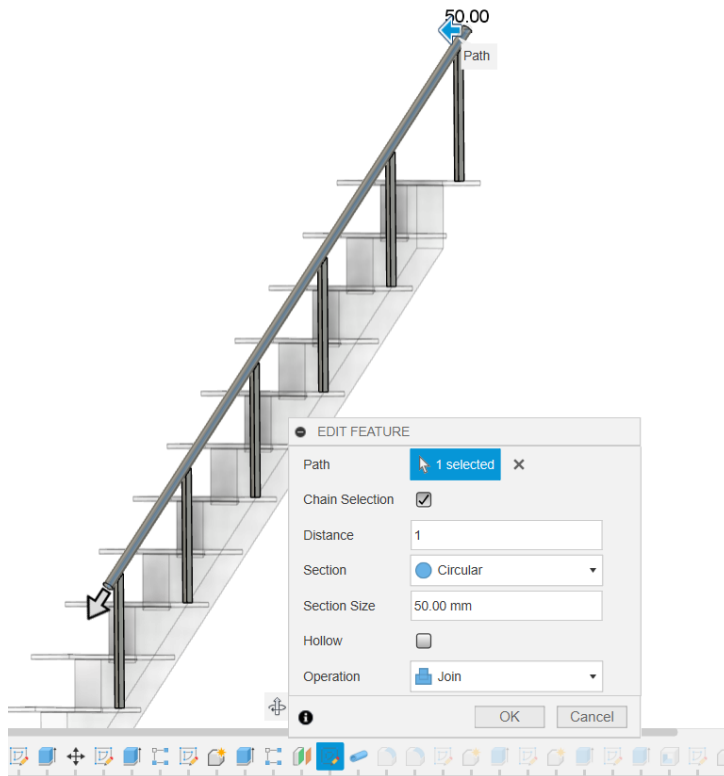 50.00
Path
EDIT FEATURE
Path
1 selected
Chain Selection
Distance
1
Section
Circular
Section Size
50.00 mm
Hollow
Operation
Join
OK
Cancel